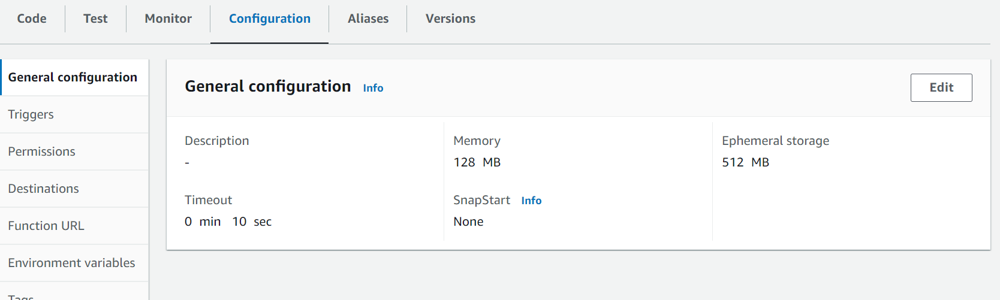 Code Test Monitor Configuration Aliases Versions
General configuration
Triggers
Permissions
Destinations
Function URL
Environment variables
Tags
General configuration Info
Edit
Description
-
Memory
128 MB
Ephemeral storage
512 MB
Timeout
0 min 10 sec
SnapStart Info
None